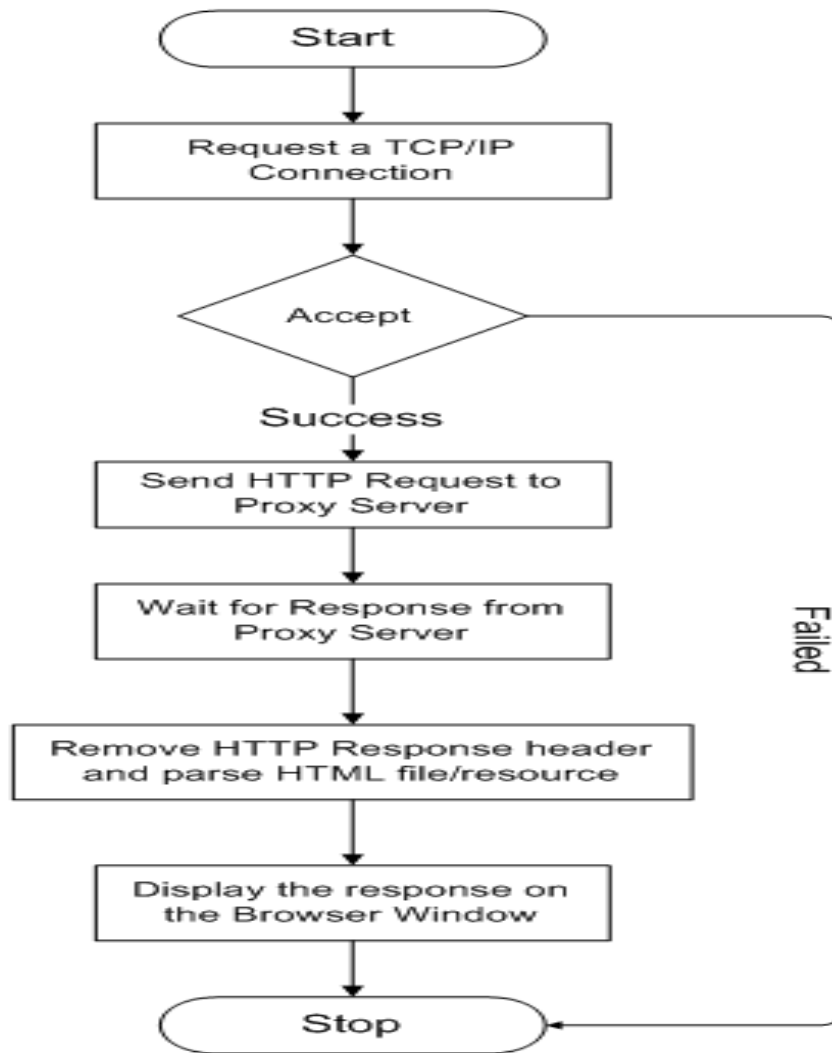 Start
Request a TCP/IP
Connection
Accept
Success
Send HTTP Request to
Proxy Server
Wait for Response from
Proxy Server
Failed
Remove HTTP Response header
and parse HTML file/resource
Display the response on
the Browser Window
Stop